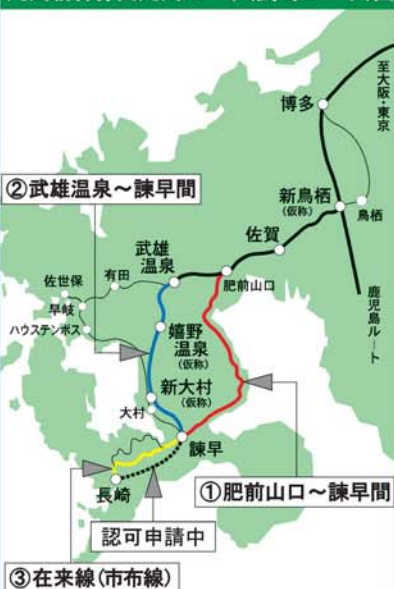 至大阪・東京
博多
新鳥栖
(仮称)
鳥栖
②武雄温泉〜諫早間
佐賀
武雄
温泉
肥前山口
佐世保
有田
早岐
ハウステンボス
鹿児島ルート
嬉野
温泉
(仮称)
新大村
(仮称)
大村
諫早
長崎
①肥前山口〜諫早間
認可申請中
③在来線(市布線)